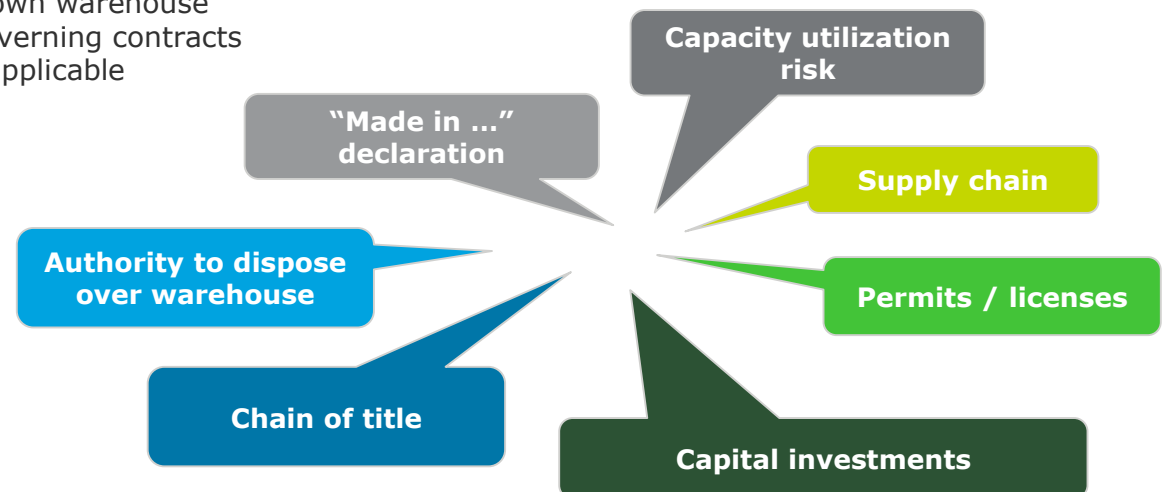 own warehouse
verning contracts
pplicable
Capacity utilization
risk
“Made in …”
declaration
Supply chain
Authority to dispose
over warehouse
Permits / licenses
Chain of title
Capital investments